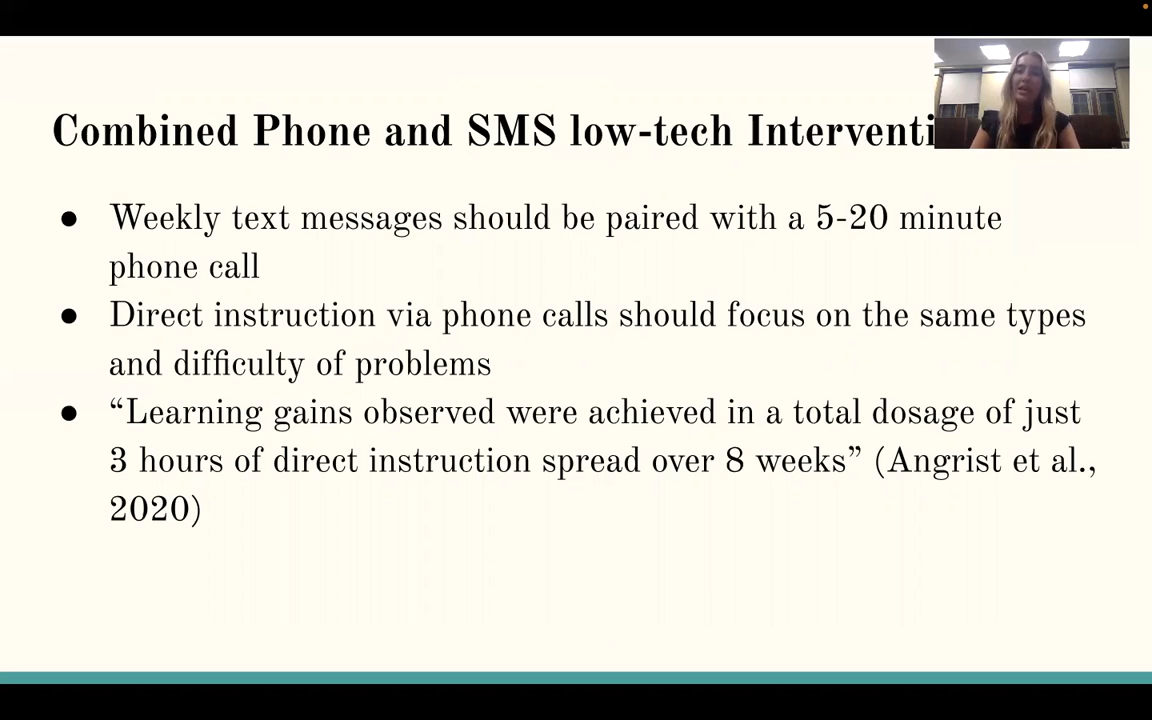 Combined Phone and SMS low-tech
● Weekly text messages should be paired with a 5-20 minute
phone call
● Direct instruction via phone calls should focus on the same types
and difficulty of problems
● “Learning gains observed were achieved in a total dosage of just
3 hours of direct instruction spread over 8 weeks” (Angrist et al.,
2020)